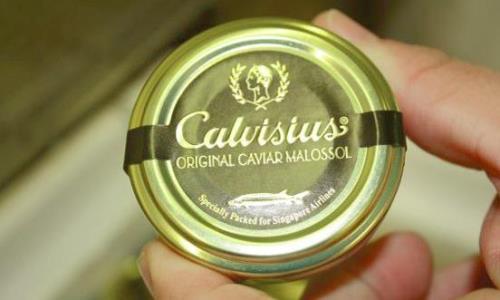 Calvisius®
ORIGINAL CAVIAR MALOSSOL
Specially Packed for Singapore Airlines